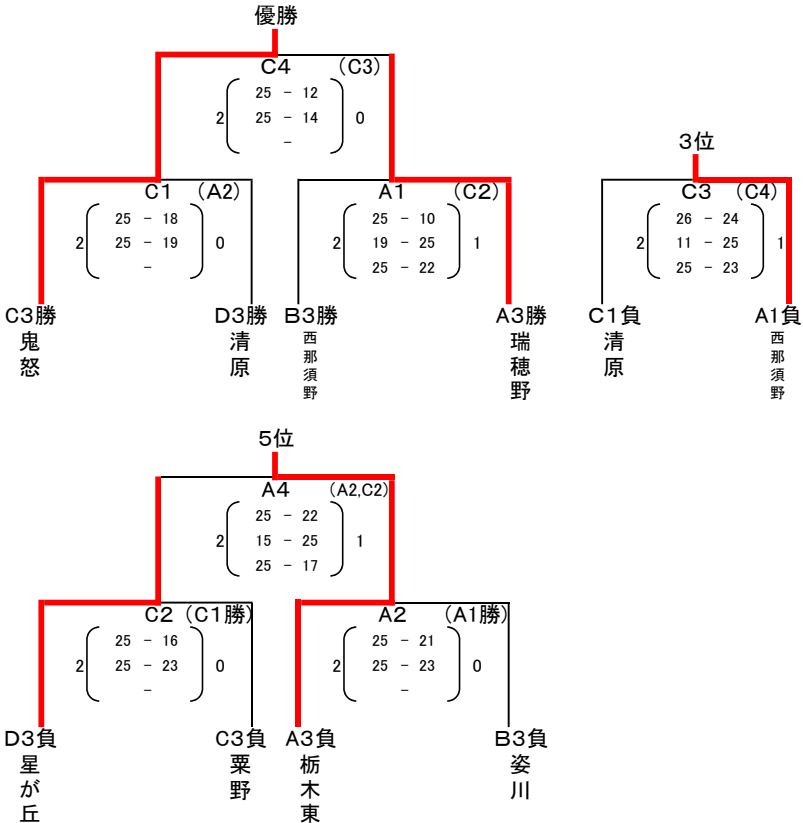 優勝
C4 (C3)
25 - 12
2 25 - 14 0
-
3位
C1 (A2)
25 - 18
2 25 - 19 0
-
A1 (C2)
25 - 10
2 19 - 25 1
25 - 22
C3 (C4)
26 - 24
2 11 - 25 1
25 - 23
C3勝 D3勝 B3勝 A3勝 C1負 A1負
鬼怒
清原
西那須野
瑞穂野
清原
西那須野
5位
A4 (A2,C2)
25 - 22
2 15 - 25 1
25 - 17
C2 (C1勝)
25 - 16
2 25 - 23 0
-
A2 (A1勝)
25 - 21
2 25 - 23 0
-
D3負 C3負 A3負 B3負
星が丘
粟野
栃木東
姿川